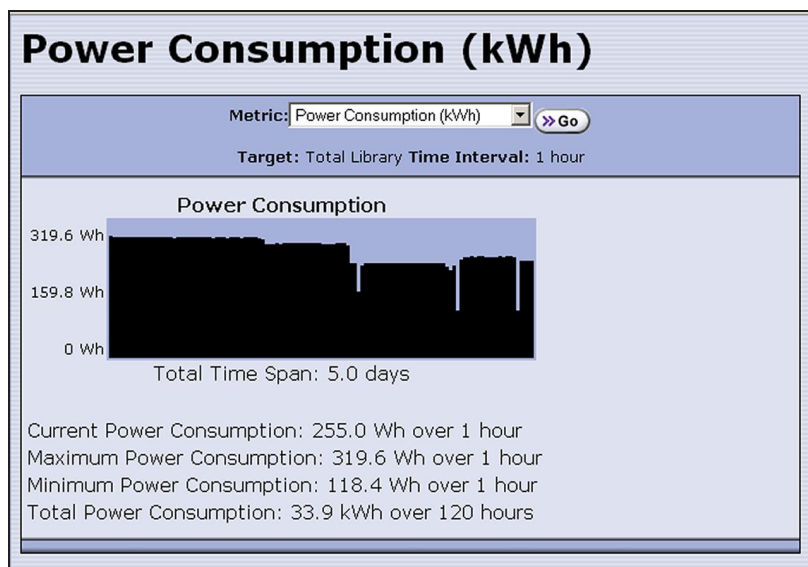 Power Consumption (kWh)
Metric: Power Consumption (kWh) Go
Target: Total Library Time Interval: 1 hour
Power Consumption
319.6 Wh
159.8 Wh
0 Wh
Total Time Span: 5.0 days
Current Power Consumption: 255.0 Wh over 1 hour
Maximum Power Consumption: 319.6 Wh over 1 hour
Minimum Power Consumption: 118.4 Wh over 1 hour
Total Power Consumption: 33.9 kWh over 120 hours